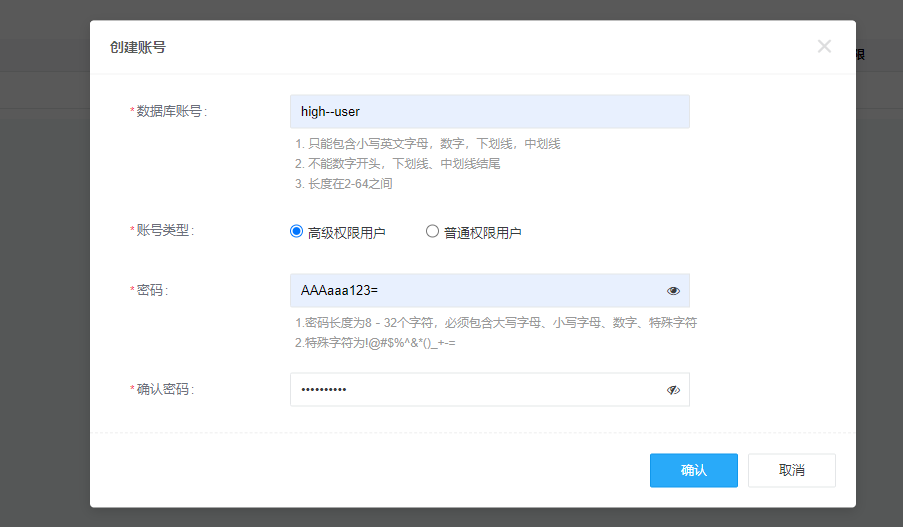 创建账号
限
*数据库账号:
high--user
1. 只能包含小写英文字母，数字，下划线，中划线
2. 不能数字开头，下划线、中划线结尾
3. 长度在2-64之间
*账号类型:
高级权限用户 普通权限用户
*密码:
AAAaaa123=
1.密码长度为8 - 32个字符，必须包含大写字母、小写字母、数字、特殊字符
2.特殊字符为!@#$%^&*()_+-=
*确认密码:
••••••••••
确认 取消